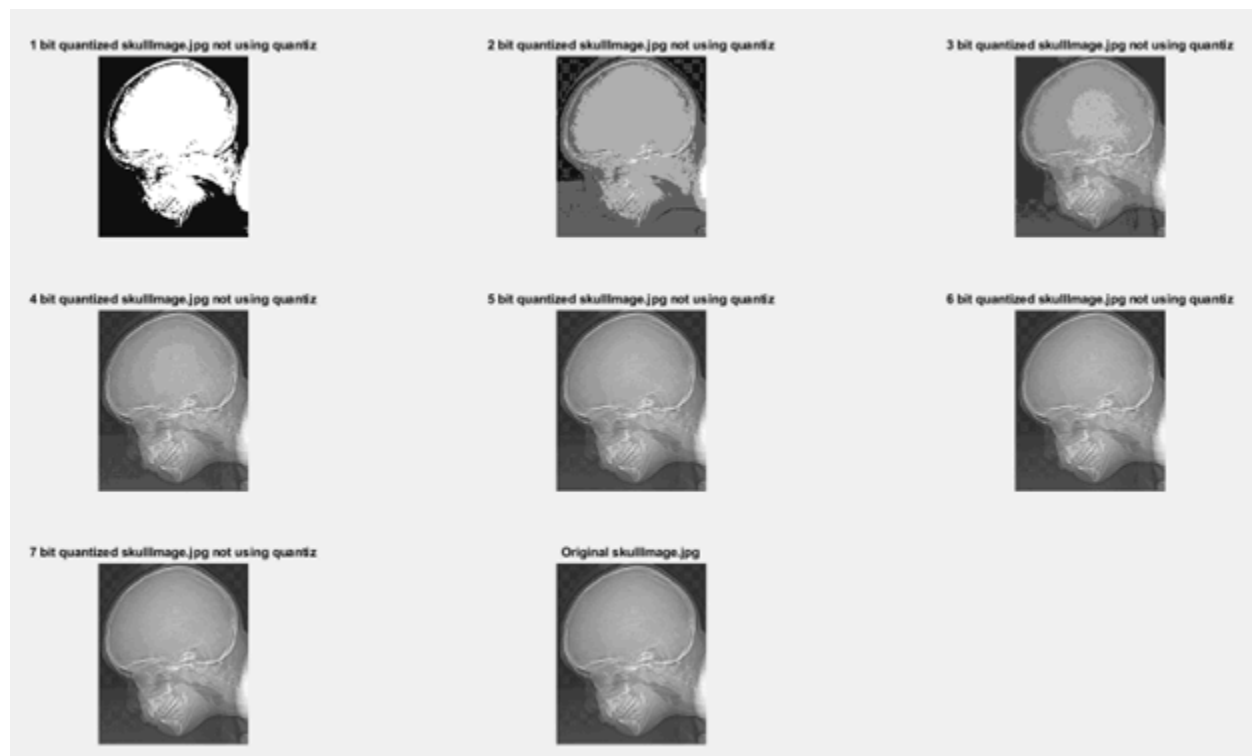 1 bit quantized skullImage.jpg not using quantiz
2 bit quantized skullImage.jpg not using quantiz
3 bit quantized skullImage.jpg not using quantiz
4 bit quantized skullImage.jpg not using quantiz
5 bit quantized skullImage.jpg not using quantiz
6 bit quantized skullImage.jpg not using quantiz
7 bit quantized skullImage.jpg not using quantiz
Original skullImage.jpg